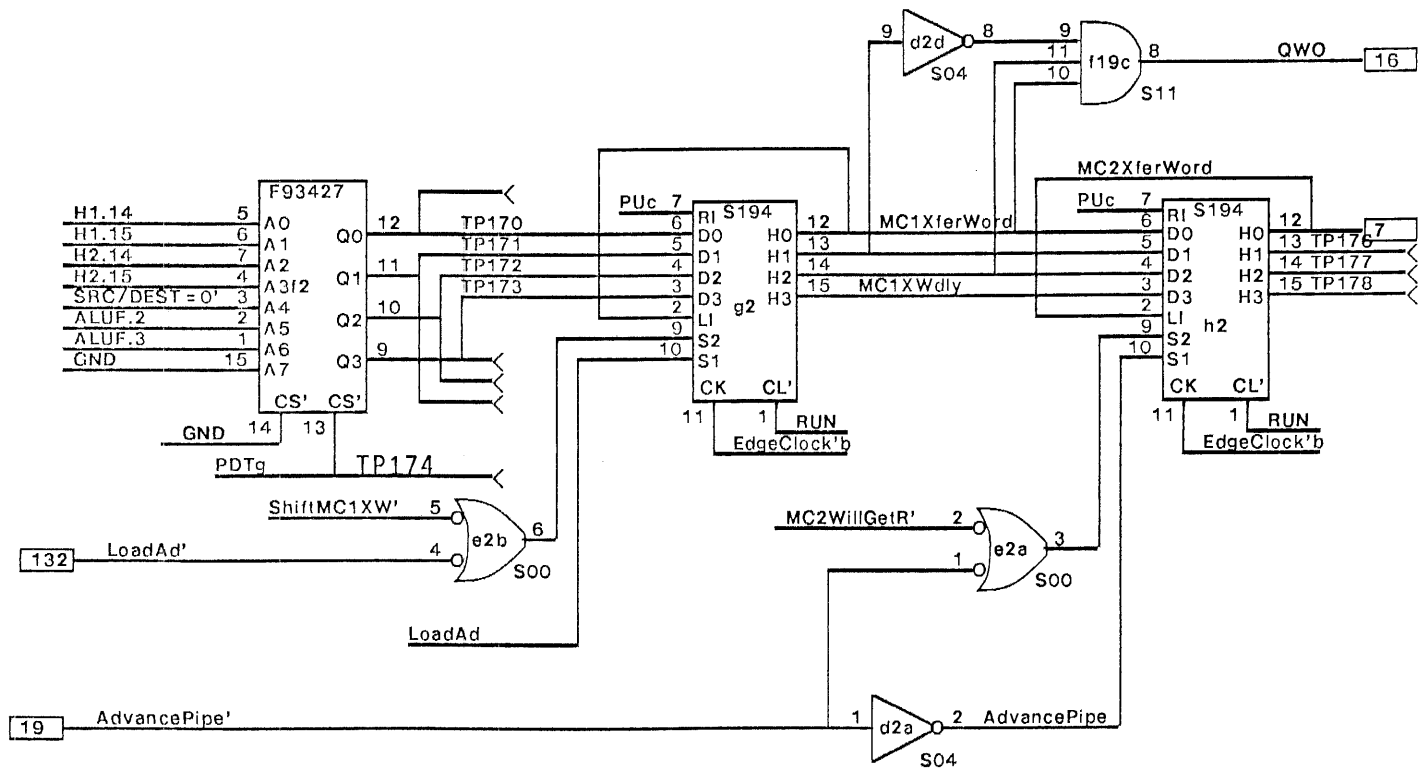 9 d2d 8 9 11 10 f19c 8 QWO 16
S04 S11
MC2XferWord
F93427
H1.14 5 A0 Q0 12 TP170
H1.15 6 A1 TP171
H2.14 7 A2 Q1 11 TP172
H2.15 4 A3 f2 TP173
SRC/DEST=0' 3 A4 Q2 10
ALUF.2 2 A5
ALUF.3 1 A6 Q3 9
GND 15 A7
CS' CS'
14 13
GND
PDTg TP174
PUc 7 RI S194
6 D0 H0 12 MC1XferWord
5 D1 H1 13
4 D2 H2 14
3 D3 H3 15 MC1XWdly
g2
2 LI
9 S2
10 S1
CK CL'
11 1 RUN
EdgeClock'b
PUc 7 RI S194
6 D0 H0 12 7
5 D1 H1 13 TP176
4 D2 H2 14 TP177
3 D3 H3 15 TP178
2 LI h2
9 S2
10 S1
CK CL'
11 1 RUN
EdgeClock'b
ShiftMC1XW' 5 e2b 6
132 LoadAd' 4 S00
MC2WillGetR' 2 e2a 3
1 S00
LoadAd
19 AdvancePipe' 1 d2a 2 AdvancePipe
S04